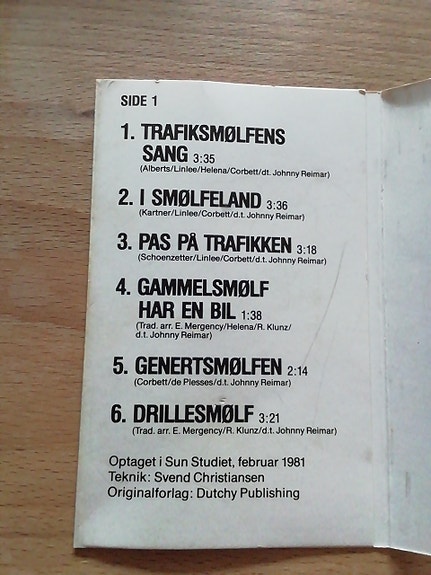 SIDE 1
1. TRAFIKSMØLFENS
SANG 3:35
(Alberts/Linlee/Helena/Corbett/dt. Johnny Reimar)
2. I SMØLFELAND 3:36
(Kartner/Linlee/Corbett/d.t. Johnny Reimar)
3. PAS PÅ TRAFIKKEN 3:18
(Schoenzetter/Linlee/Corbett/d.t. Johnny Reimar)
4. GAMMELSMØLF
HAR EN BIL 1:38
(Trad. arr. E. Mergency/Helena/R. Klunz/
d.t. Johnny Reimar)
5. GENERTSMØLFEN 2:14
(Corbett/de Plesses/d.t. Johnny Reimar)
6. DRILLESMØLF 3:21
(Trad. arr. E. Mergency/R. Klunz/d.t. Johnny Reimar)
Optaget i Sun Studiet, februar 1981
Teknik: Svend Christiansen
Originalforlag: Dutchy Publishing